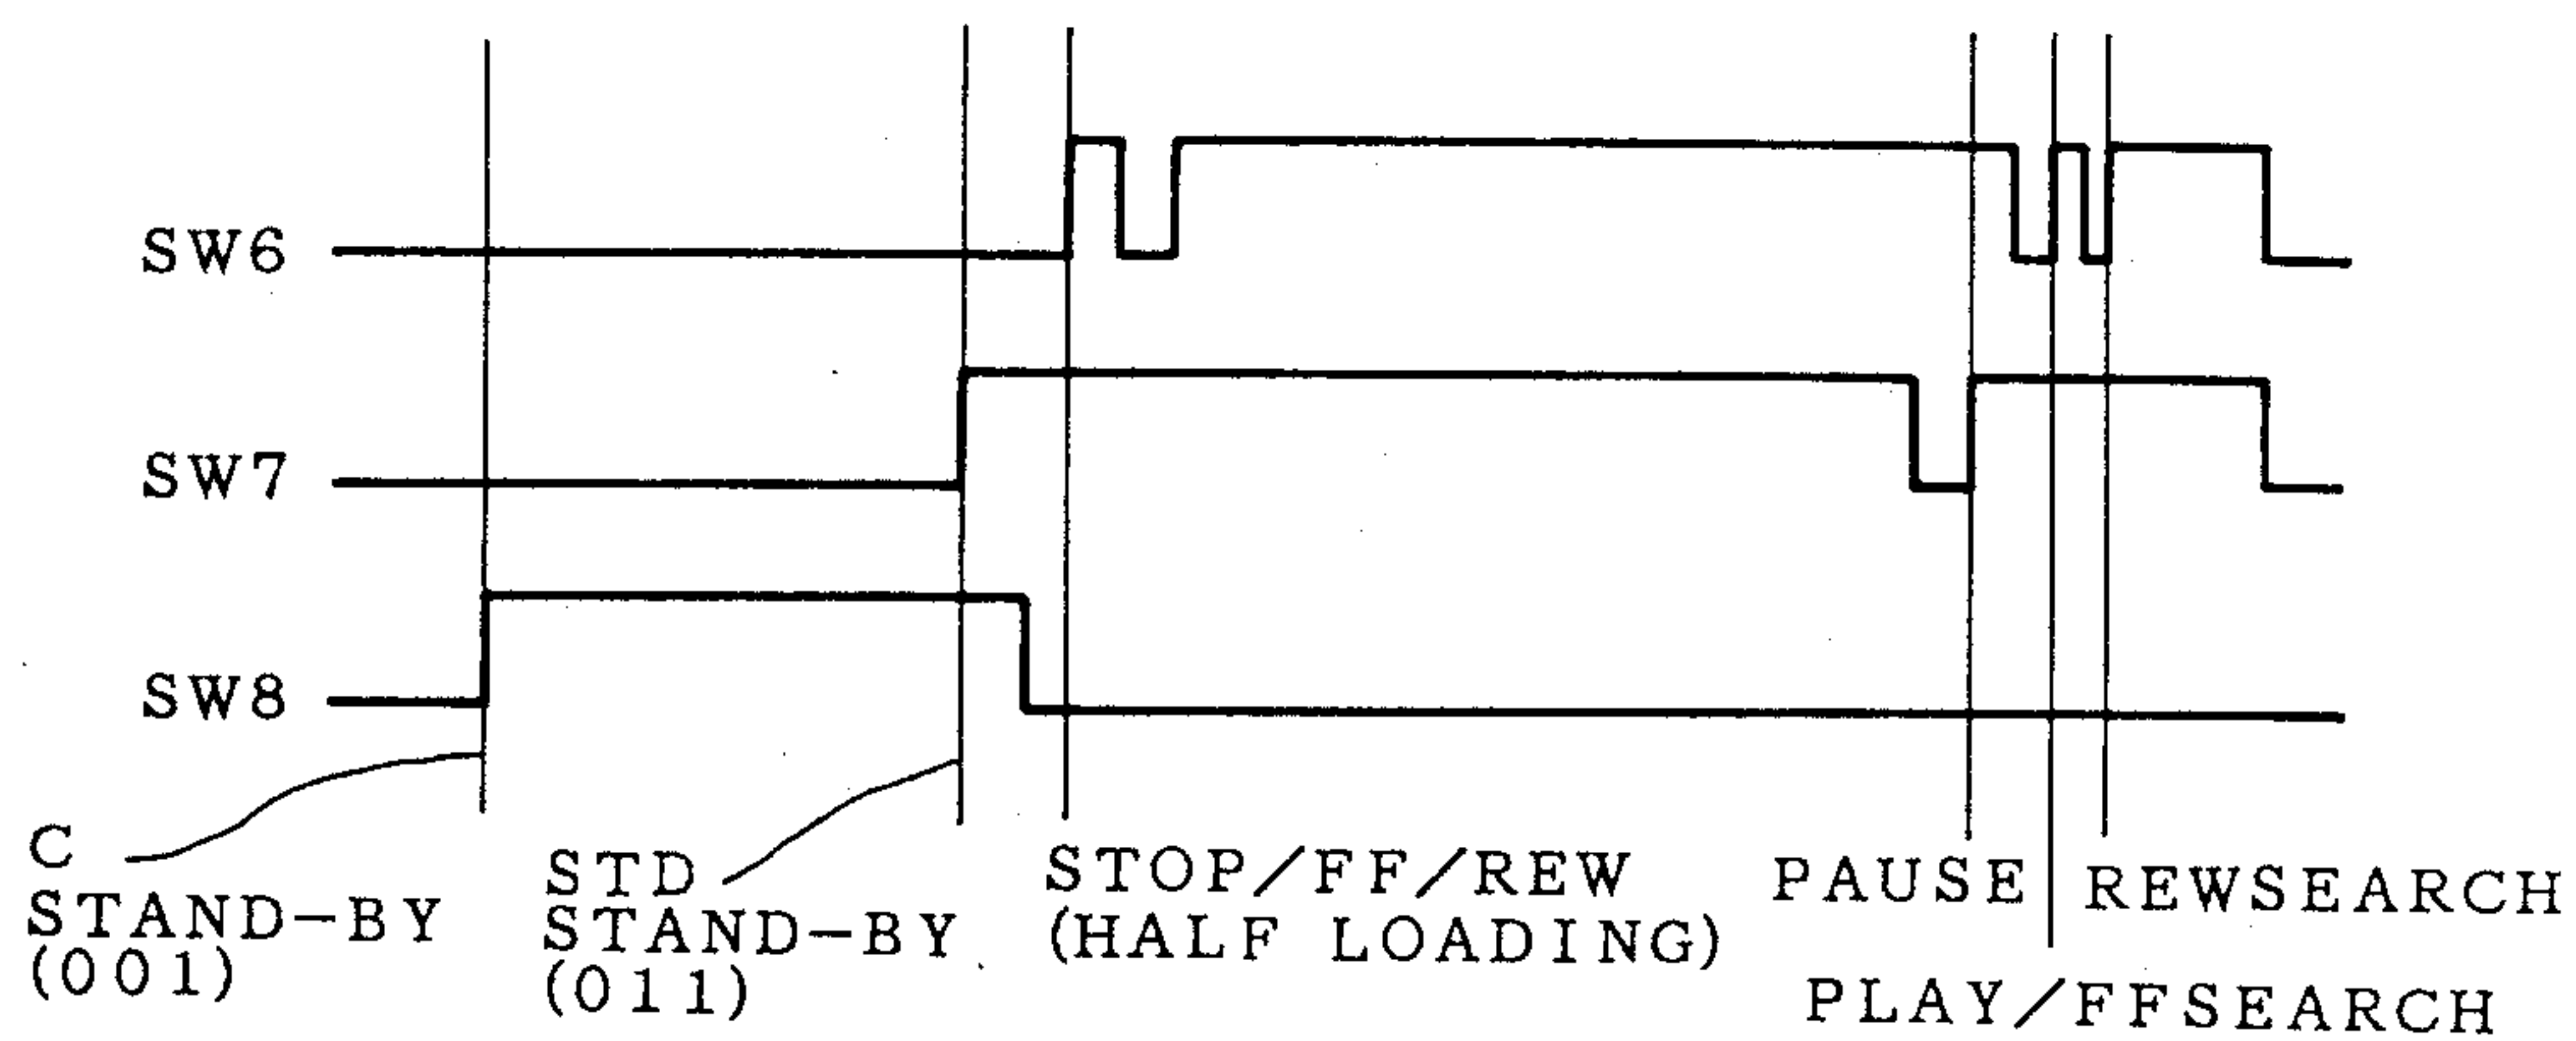 SW6
SW7
SW8
C
STAND-BY
(001)
STD
STAND-BY
(011)
STOP/FF/REW
(HALF LOADING)
PAUSE
REWSEARCH
PLAY/FFSEARCH